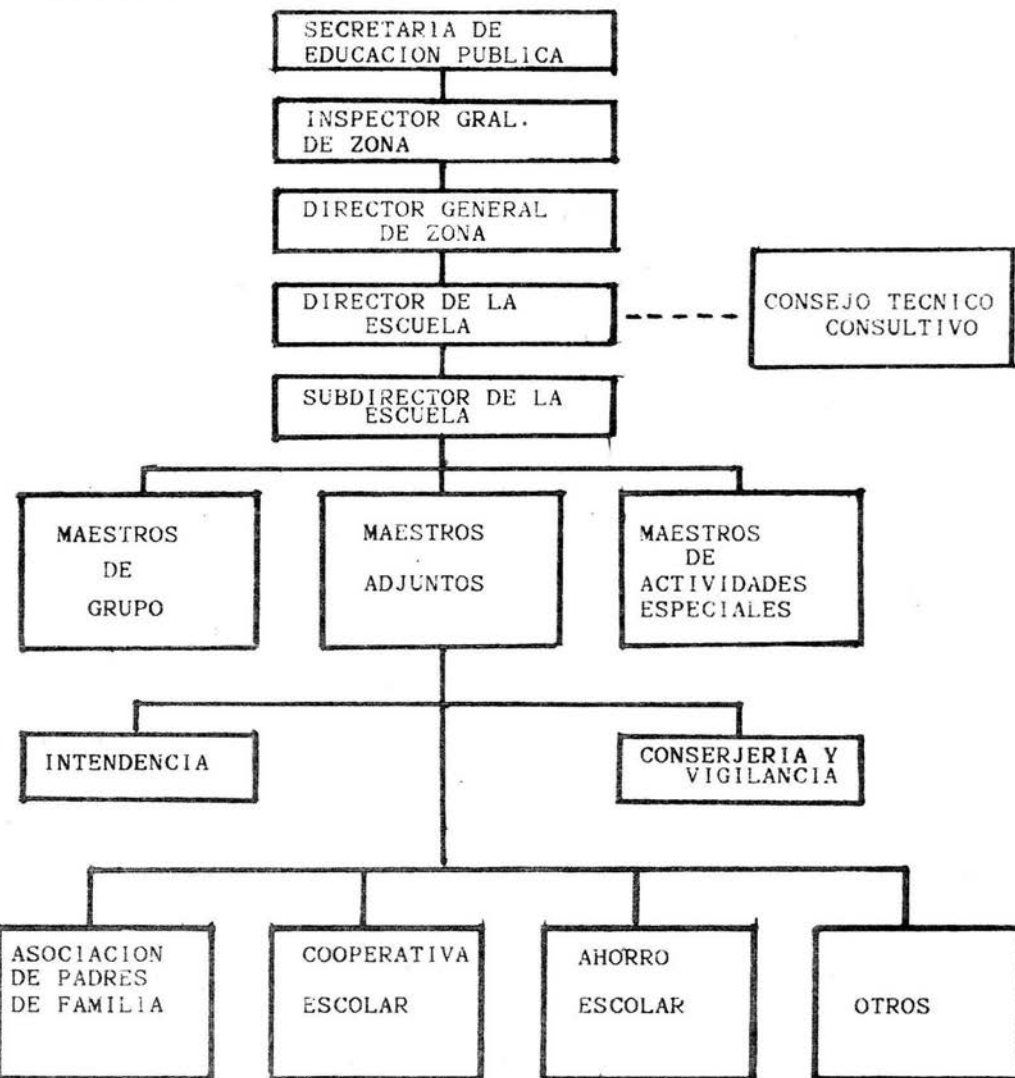 SECRETARIA DE
EDUCACION PUBLICA
INSPECTOR GRAL.
DE ZONA
DIRECTOR GENERAL
DE ZONA
DIRECTOR DE LA
ESCUELA
CONSEJO TECNICO
CONSULTIVO
SUBDIRECTOR DE LA
ESCUELA
MAESTROS
DE
GRUPO
MAESTROS
ADJUNTOS
MAESTROS
DE
ACTIVIDADES
ESPECIALES
INTENDENCIA
CONSERJERIA Y
VIGILANCIA
ASOCIACION
DE PADRES
DE FAMILIA
COOPERATIVA
ESCOLAR
AHORRO
ESCOLAR
OTROS